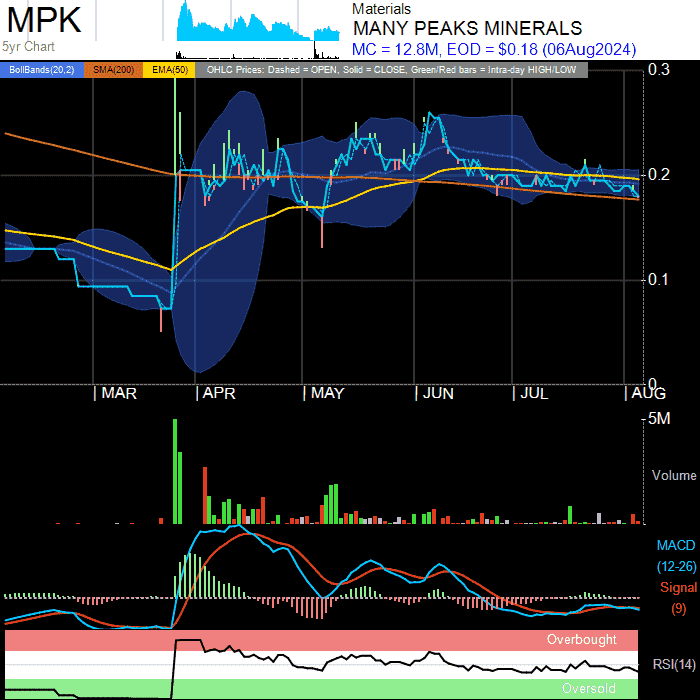 MPK
5yr Chart
Materials
MANY PEAKS MINERALS
MC = 12.8M, EOD = $0.18 (06Aug2024)
BollBands(20,2) SMA(200) EMA(50) OHLC Prices: Dashed = OPEN, Solid = CLOSE, Green/Red bars = Intra-day HIGH/LOW
0.3
0.2
0.1
0
| MAR | APR | MAY | JUN | JUL | AUG
5M
Volume
MACD
(12-26)
Signal
(9)
Overbought
RSI(14)
Oversold